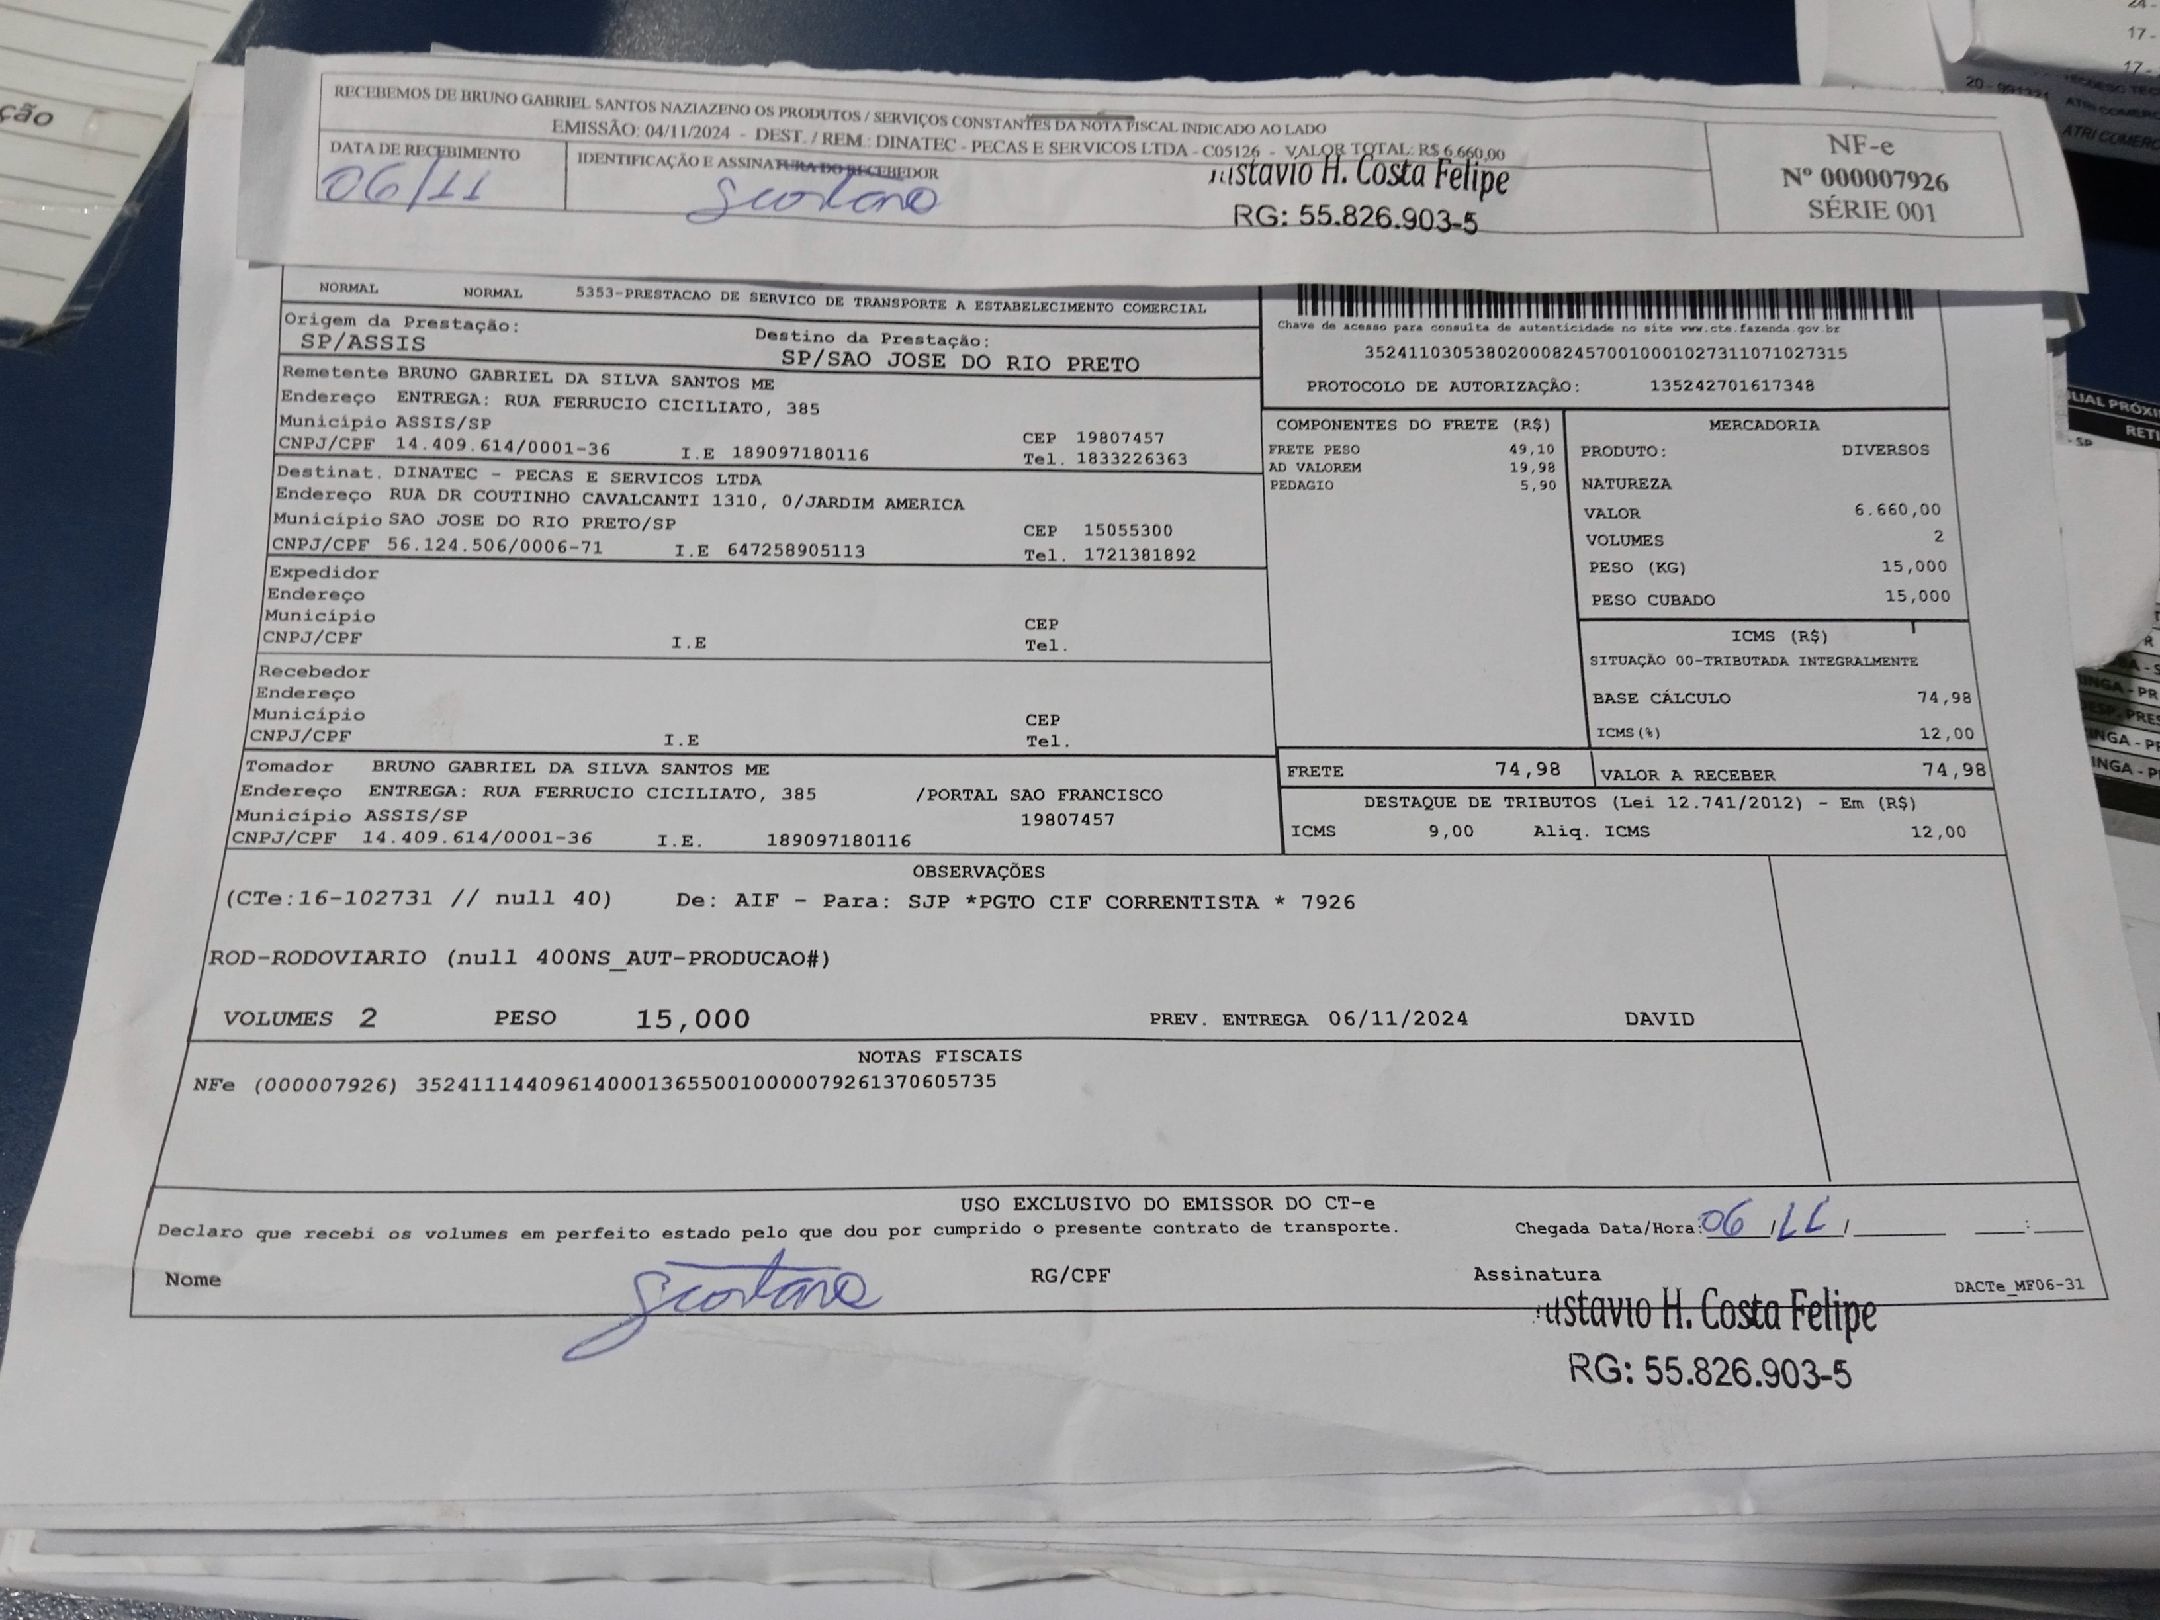 ção
24-
17-
17-
RECEBEMOS DE BRUNO GABRIEL SANTOS NAZIAZENO OS PRODUTOS / SERVIÇOS CONSTANTES DA NOTA FISCAL INDICADO AO LADO
EMISSÃO: 04/11/2024 - DEST. / REM.: DINATEC - PECAS E SERVICOS LTDA - C05126 - VALOR TOTAL: R$ 6.660,00
DATA DE RECEBIMENTO
06/11
IDENTIFICAÇÃO E ASSINATURA DO RECEBEDOR
ustavio H. Costa Felipe
RG: 55.826.903-5
NF-e
Nº 000007926
SÉRIE 001
NORMAL NORMAL 5353-PRESTACAO DE SERVICO DE TRANSPORTE A ESTABELECIMENTO COMERCIAL
Origem da Prestação:
SP/ASSIS
Destino da Prestação:
SP/SAO JOSE DO RIO PRETO
Remetente BRUNO GABRIEL DA SILVA SANTOS ME
Endereço ENTREGA: RUA FERRUCIO CICILIATO, 385
Município ASSIS/SP CEP 19807457
CNPJ/CPF 14.409.614/0001-36 I.E 189097180116 Tel. 1833226363
Destinat. DINATEC - PECAS E SERVICOS LTDA
Endereço RUA DR COUTINHO CAVALCANTI 1310, 0/JARDIM AMERICA
Município SAO JOSE DO RIO PRETO/SP CEP 15055300
CNPJ/CPF 56.124.506/0006-71 I.E 647258905113 Tel. 1721381892
Expedidor
Endereço
Município CEP
CNPJ/CPF I.E Tel.
Recebedor
Endereço
Município CEP
CNPJ/CPF I.E Tel.
Tomador BRUNO GABRIEL DA SILVA SANTOS ME
Endereço ENTREGA: RUA FERRUCIO CICILIATO, 385 /PORTAL SAO FRANCISCO
Município ASSIS/SP 19807457
CNPJ/CPF 14.409.614/0001-36 I.E. 189097180116
Chave de acesso para consulta de autenticidade no site www.cte.fazenda.gov.br
35241103053802000824570010001027311071027315
PROTOCOLO DE AUTORIZAÇÃO: 135242701617348
COMPONENTES DO FRETE (R$)
FRETE PESO 49,10
AD VALOREM 19,98
PEDAGIO 5,90
MERCADORIA
PRODUTO: DIVERSOS
NATUREZA
VALOR 6.660,00
VOLUMES 2
PESO (KG) 15,000
PESO CUBADO 15,000
ICMS (R$)
SITUAÇÃO 00-TRIBUTADA INTEGRALMENTE
BASE CÁLCULO 74,98
ICMS(%) 12,00
FRETE 74,98 VALOR A RECEBER 74,98
DESTAQUE DE TRIBUTOS (Lei 12.741/2012) - Em (R$)
ICMS 9,00 Aliq. ICMS 12,00
OBSERVAÇÕES
(CTe:16-102731 // null 40) De: AIF - Para: SJP *PGTO CIF CORRENTISTA * 7926
ROD-RODOVIARIO (null 400NS_AUT-PRODUCAO#)
VOLUMES 2 PESO 15,000 PREV. ENTREGA 06/11/2024 DAVID
NOTAS FISCAIS
NFe (000007926) 35241114409614000136550010000079261370605735
USO EXCLUSIVO DO EMISSOR DO CT-e
Declaro que recebi os volumes em perfeito estado pelo que dou por cumprido o presente contrato de transporte.
Chegada Data/Hora: 06 / 11 / :
Nome RG/CPF Assinatura
DACTe_MF06-31
ustavio H. Costa Felipe
RG: 55.826.903-5